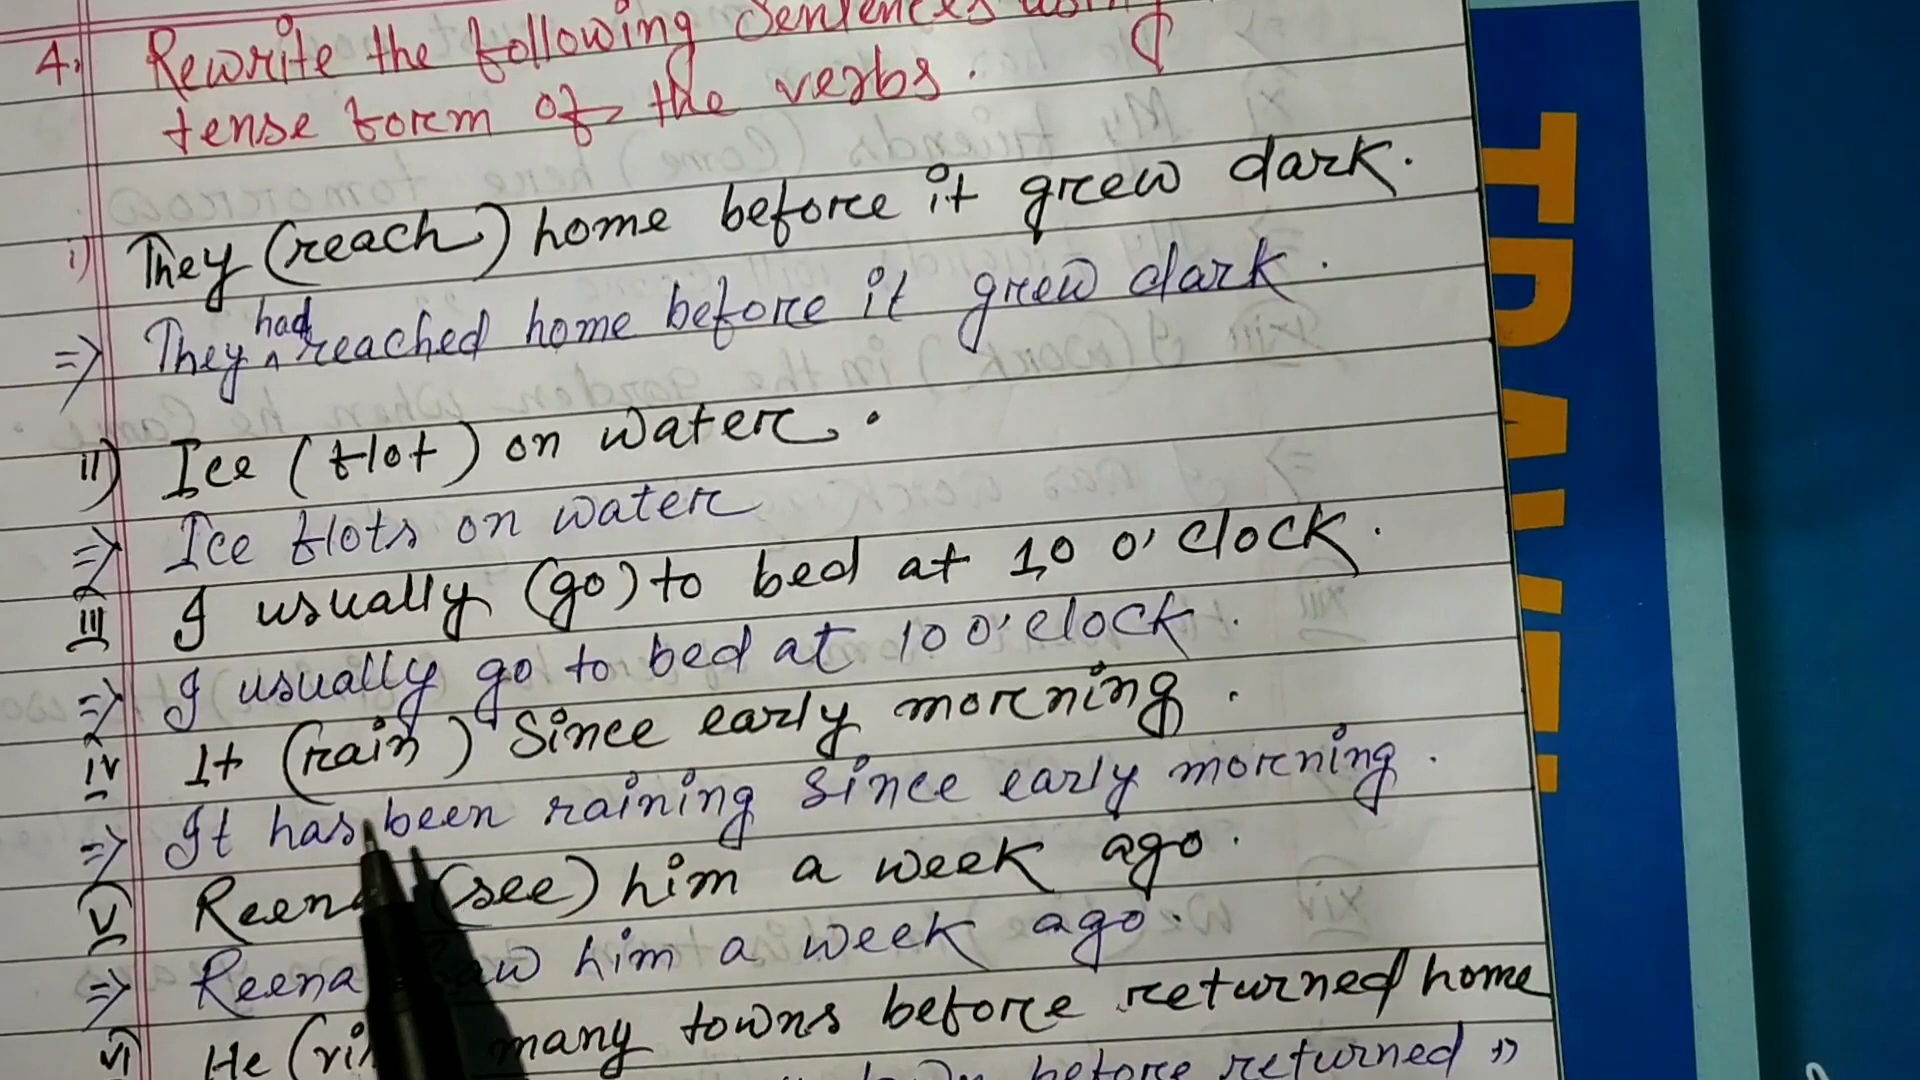 4. Rewrite the following Sentences
tense form of the verbs.
i) They (reach) home before it grew dark.
=> They had reached home before it grew dark.
ii) Ice (flot) on water.
=> Ice flots on water
iii I usually (go) to bed at 10 o'clock.
=> I usually go to bed at 10 o'clock.
iv It (rain) Since early morning.
=> It has been raining since early morning.
v Reena (see) him a week ago.
=> Reena saw him a week ago.
vi) He many towns before returned home
before returned "